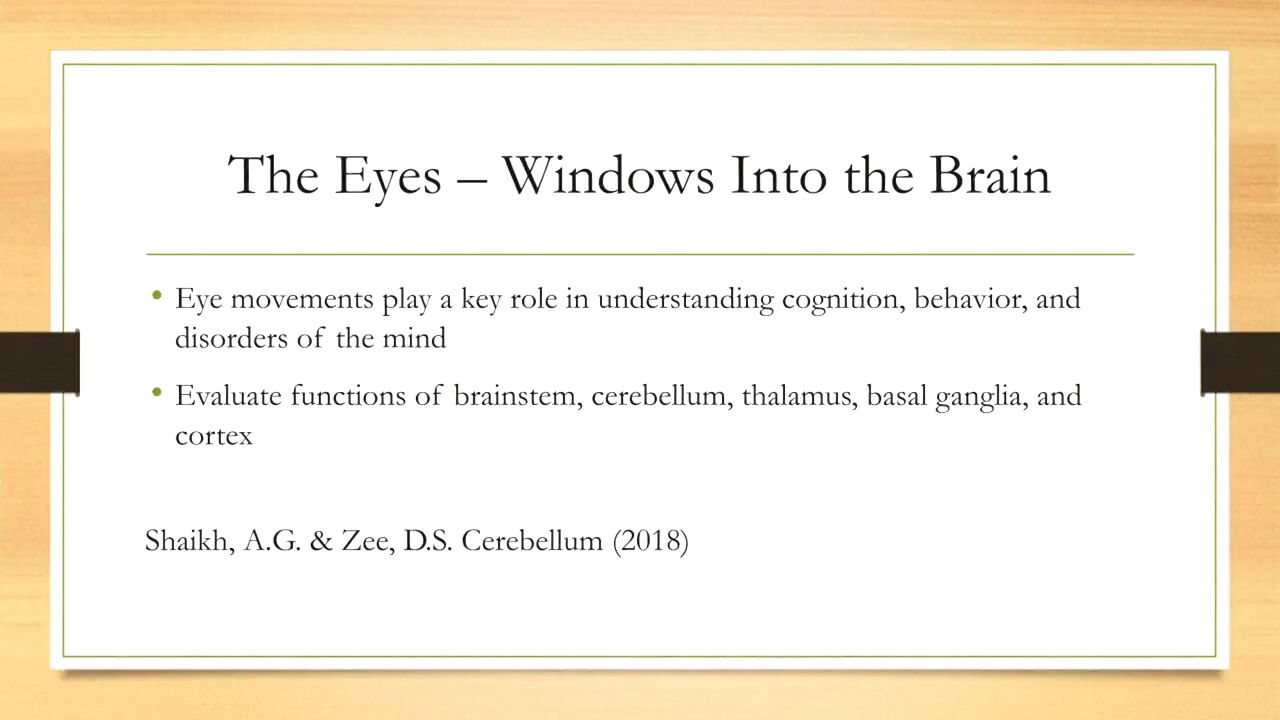 The Eyes – Windows Into the Brain
• Eye movements play a key role in understanding cognition, behavior, and
disorders of the mind
• Evaluate functions of brainstem, cerebellum, thalamus, basal ganglia, and
cortex
Shaikh, A.G. & Zee, D.S. Cerebellum (2018)